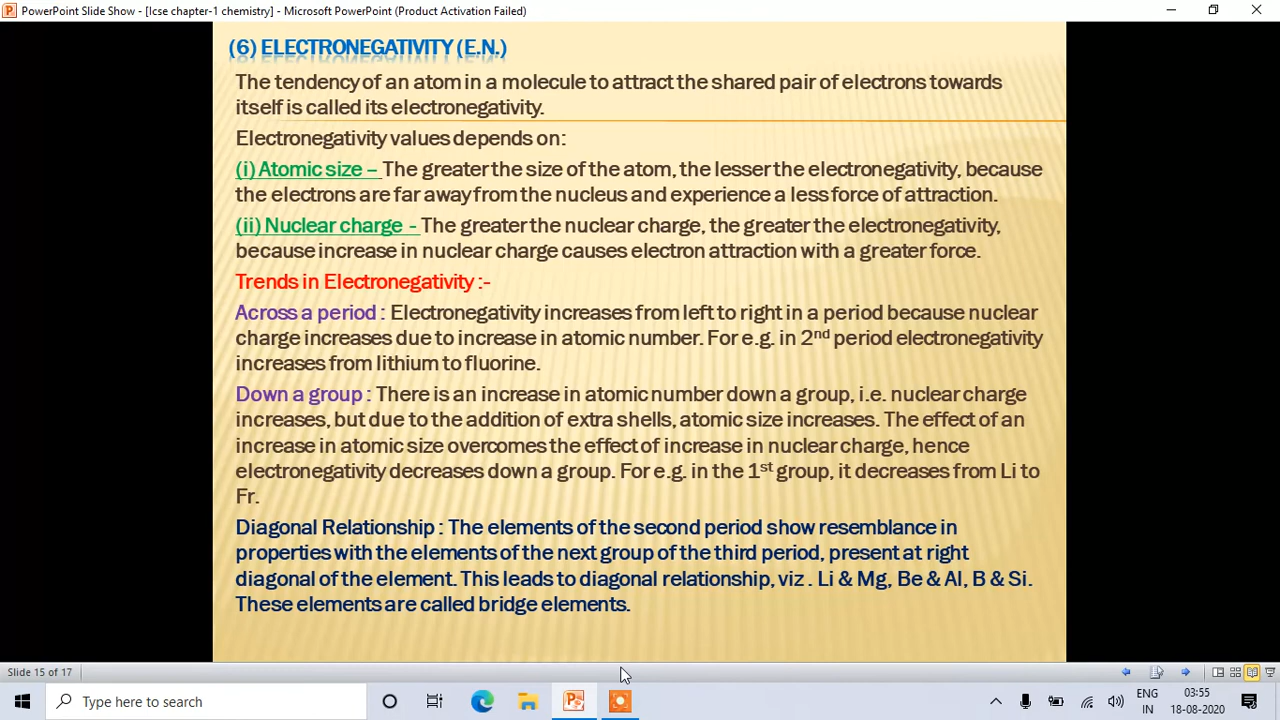 PowerPoint Slide Show - [Icse chapter-1 chemistry] - Microsoft PowerPoint (Product Activation Failed)
(6) ELECTRONEGATIVITY (E.N.)
The tendency of an atom in a molecule to attract the shared pair of electrons towards
itself is called its electronegativity.
Electronegativity values depends on:
(i) Atomic size – The greater the size of the atom, the lesser the electronegativity, because
the electrons are far away from the nucleus and experience a less force of attraction.
(ii) Nuclear charge - The greater the nuclear charge, the greater the electronegativity,
because increase in nuclear charge causes electron attraction with a greater force.
Trends in Electronegativity :-
Across a period : Electronegativity increases from left to right in a period because nuclear
charge increases due to increase in atomic number. For e.g. in 2nd period electronegativity
increases from lithium to fluorine.
Down a group : There is an increase in atomic number down a group, i.e. nuclear charge
increases, but due to the addition of extra shells, atomic size increases. The effect of an
increase in atomic size overcomes the effect of increase in nuclear charge, hence
electronegativity decreases down a group. For e.g. in the 1st group, it decreases from Li to
Fr.
Diagonal Relationship : The elements of the second period show resemblance in
properties with the elements of the next group of the third period, present at right
diagonal of the element. This leads to diagonal relationship, viz . Li & Mg, Be & Al, B & Si.
These elements are called bridge elements.
Slide 15 of 17
Type here to search
ENG
IN
03:55
18-08-2020